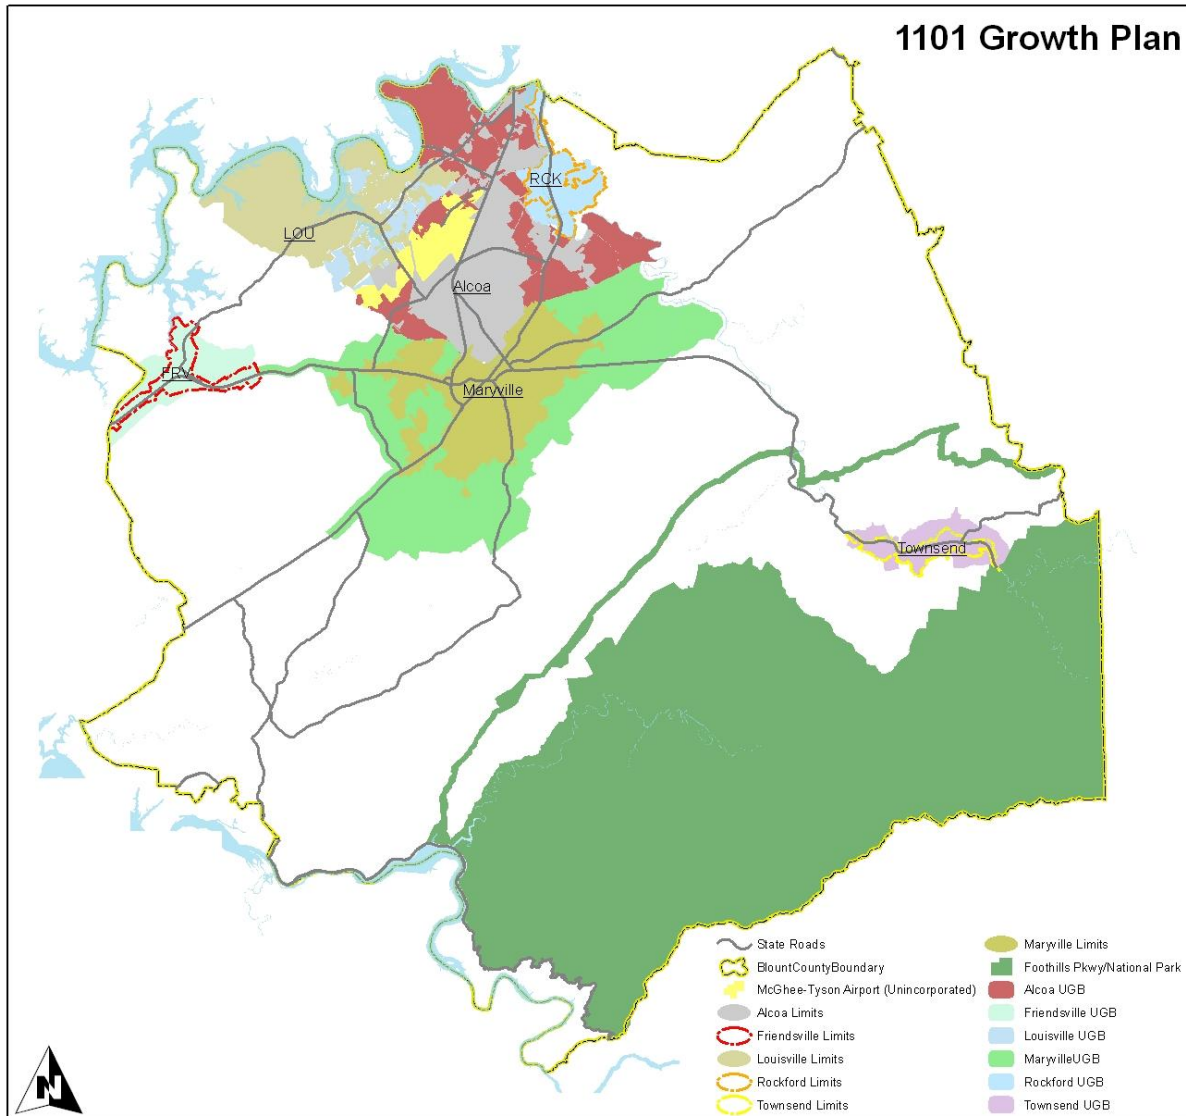 1101 Growth Plan
RCK
LOU
Alcoa
FRV
Maryville
Townsend
State Roads
BlountCountyBoundary
McGhee-Tyson Airport (Unincorporated)
Alcoa Limits
Friendsville Limits
Louisville Limits
Rockford Limits
Townsend Limits
Maryville Limits
Foothills Pkwy/National Park
Alcoa UGB
Friendsville UGB
Louisville UGB
MaryvilleUGB
Rockford UGB
Townsend UGB
N